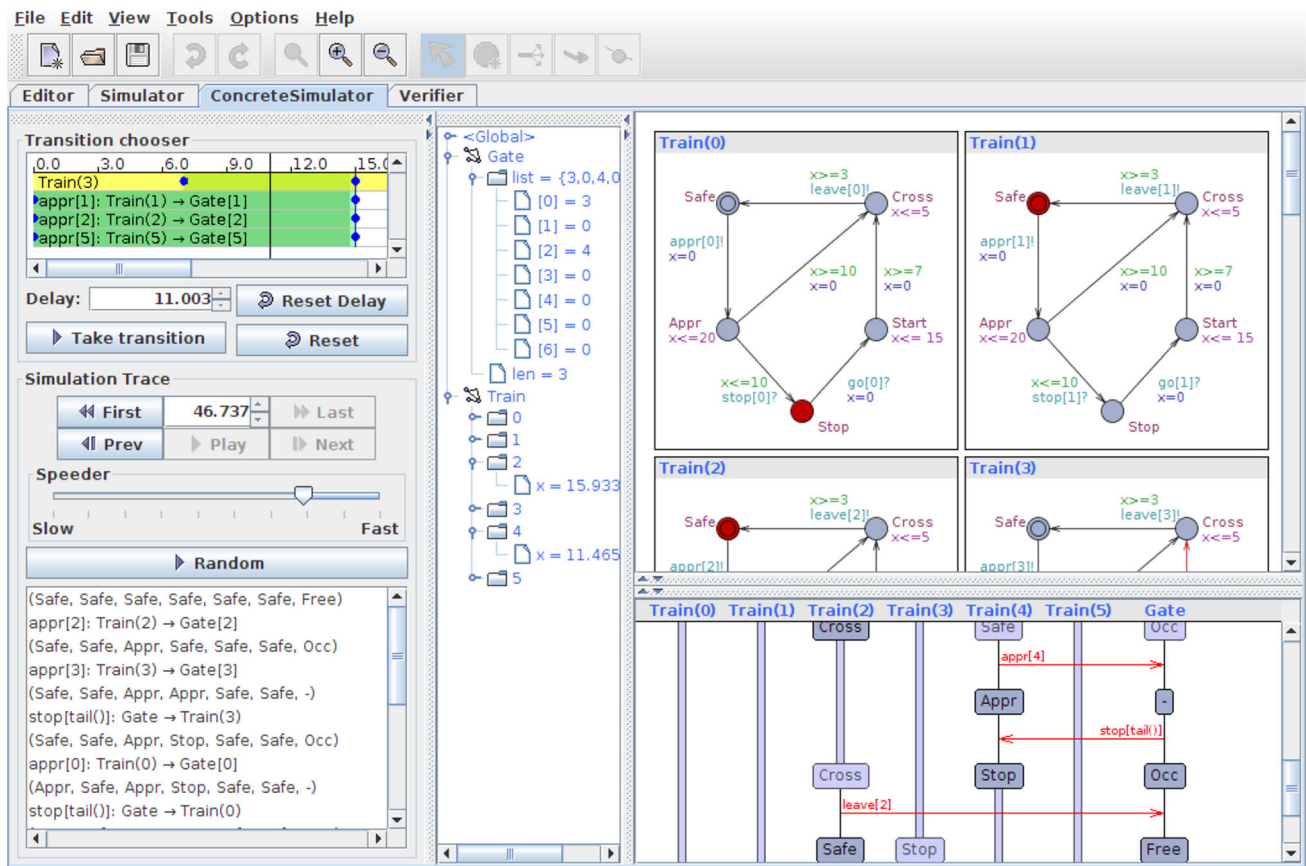 File Edit View Tools Options Help
Editor Simulator ConcreteSimulator Verifier
Transition chooser
0.0 3.0 6.0 9.0 12.0 15.0
Train(3)
appr[1]: Train(1) → Gate[1]
appr[2]: Train(2) → Gate[2]
appr[5]: Train(5) → Gate[5]
Delay: 11.003 Reset Delay
Take transition Reset
Simulation Trace
First 46.737 Last
Prev Play Next
Speeder
Slow Fast
Random
(Safe, Safe, Safe, Safe, Safe, Safe, Free)
appr[2]: Train(2) → Gate[2]
(Safe, Safe, Appr, Safe, Safe, Safe, Occ)
appr[3]: Train(3) → Gate[3]
(Safe, Safe, Appr, Appr, Safe, Safe, -)
stop[tail()]: Gate → Train(3)
(Safe, Safe, Appr, Stop, Safe, Safe, Occ)
appr[0]: Train(0) → Gate[0]
(Appr, Safe, Appr, Stop, Safe, Safe, -)
stop[tail()]: Gate → Train(0)
<Global>
Gate
list = {3,0,4,0
[0] = 3
[1] = 0
[2] = 4
[3] = 0
[4] = 0
[5] = 0
[6] = 0
len = 3
Train
0
1
2
x = 15.933
3
4
x = 11.465
5
Train(0)
x>=3
leave[0]!
Safe
Cross
x<=5
appr[0]!
x=0
x>=10
x=0
x>=7
x=0
Appr
x<=20
Start
x<= 15
x<=10
stop[0]?
go[0]?
x=0
Stop
Train(1)
x>=3
leave[1]!
Safe
Cross
x<=5
appr[1]!
x=0
x>=10
x=0
x>=7
x=0
Appr
x<=20
Start
x<= 15
x<=10
stop[1]?
go[1]?
x=0
Stop
Train(2)
x>=3
leave[2]!
Safe
Cross
x<=5
appr[2]!
Train(3)
x>=3
leave[3]!
Safe
Cross
x<=5
appr[3]!
Train(0) Train(1) Train(2) Train(3) Train(4) Train(5) Gate
Cross Safe Occ
appr[4]
Appr -
stop[tail()]
Cross Stop Occ
leave[2]
Safe Stop Free